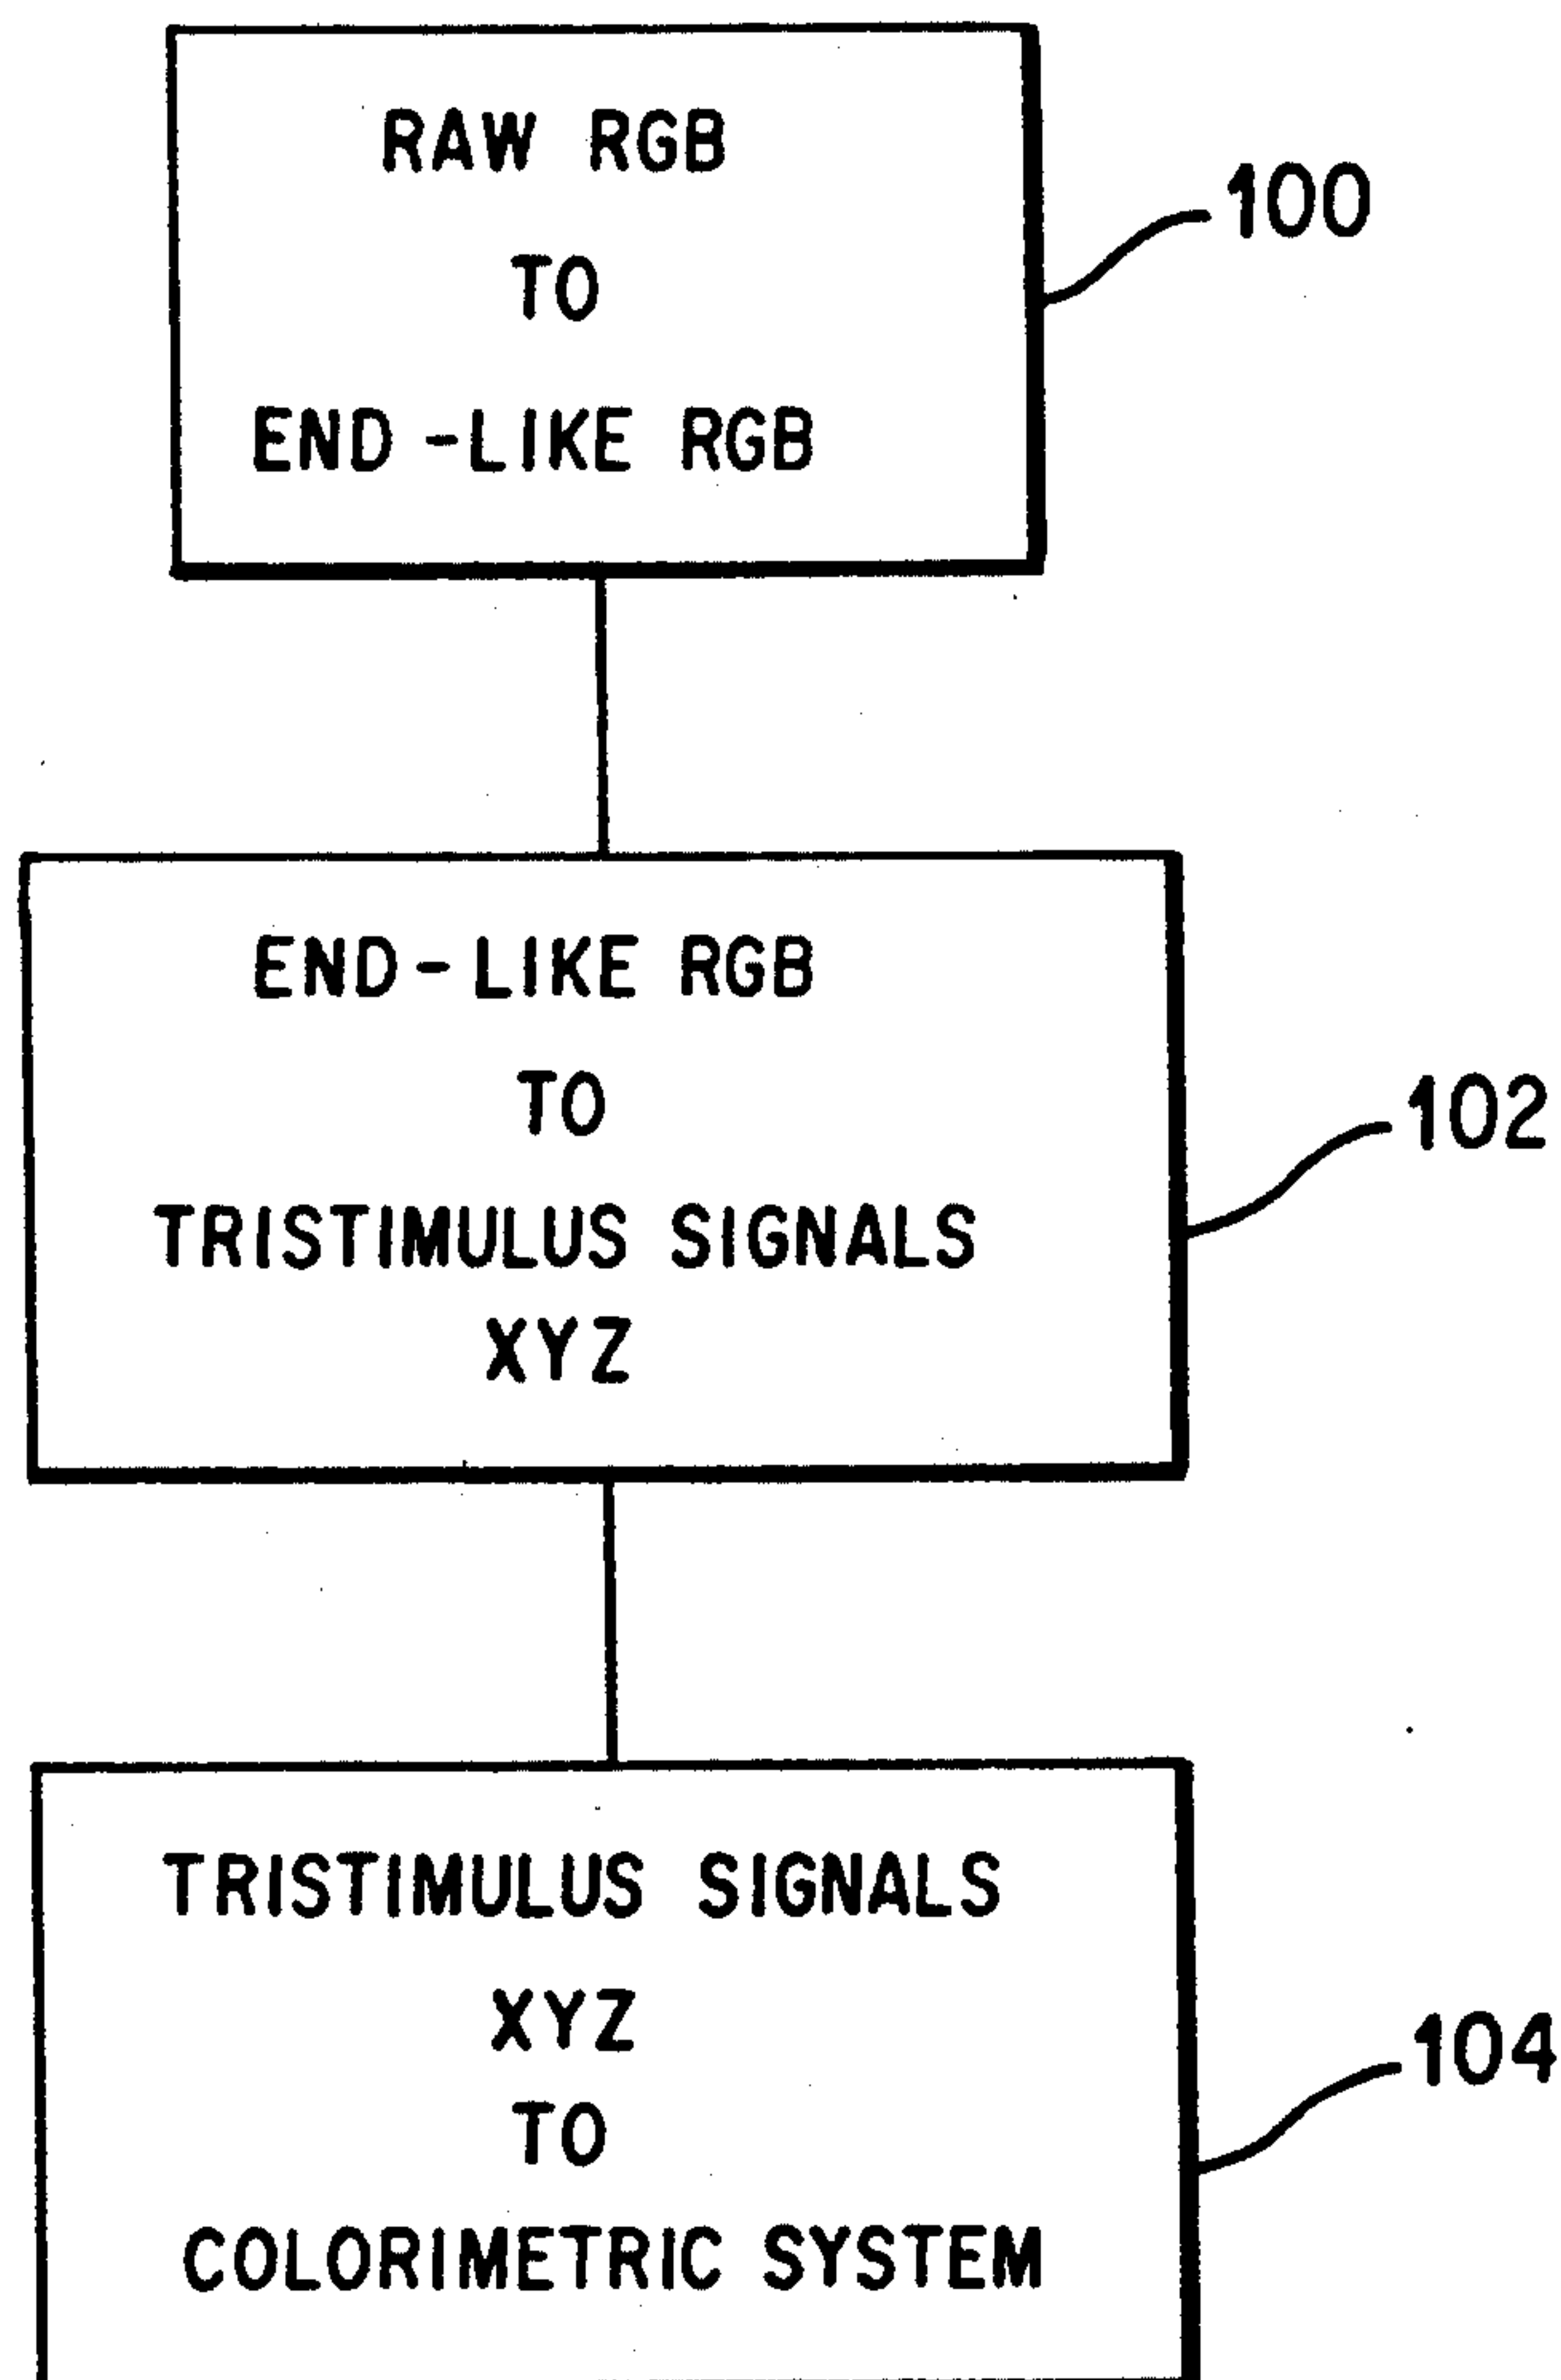 RAW RGB
TO
END-LIKE RGB
100
END-LIKE RGB
TO
TRISTIMULUS SIGNALS
XYZ
102
TRISTIMULUS SIGNALS
XYZ
TO
COLORIMETRIC SYSTEM
104